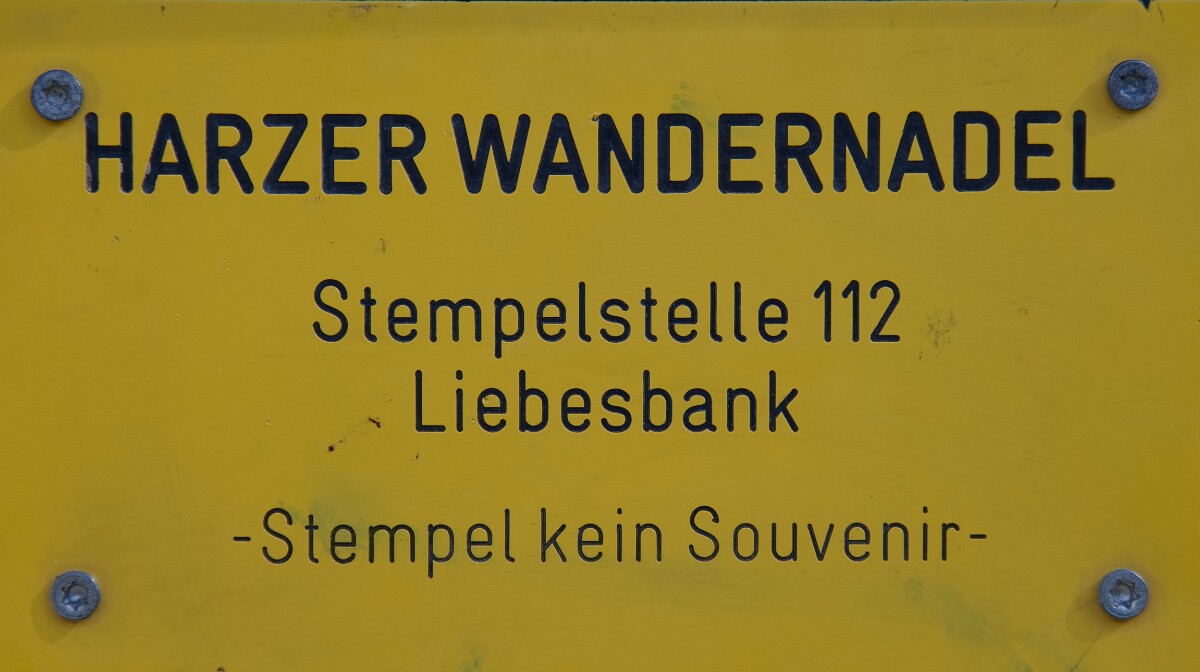 HARZER WANDERNADEL
Stempelstelle 112
Liebesbank
-Stempel kein Souvenir-